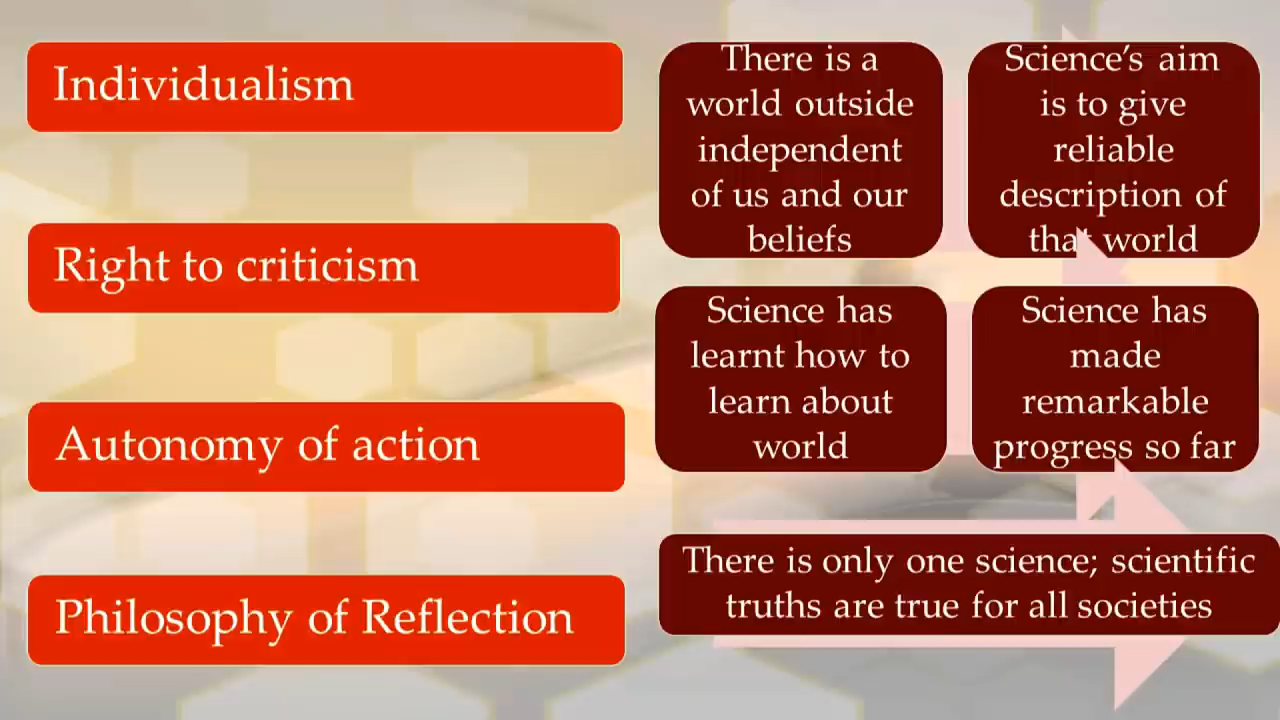 Individualism
Right to criticism
Autonomy of action
Philosophy of Reflection
There is a
world outside
independent
of us and our
beliefs
Science’s aim
is to give
reliable
description of
that world
Science has
learnt how to
learn about
world
Science has
made
remarkable
progress so far
There is only one science; scientific
truths are true for all societies